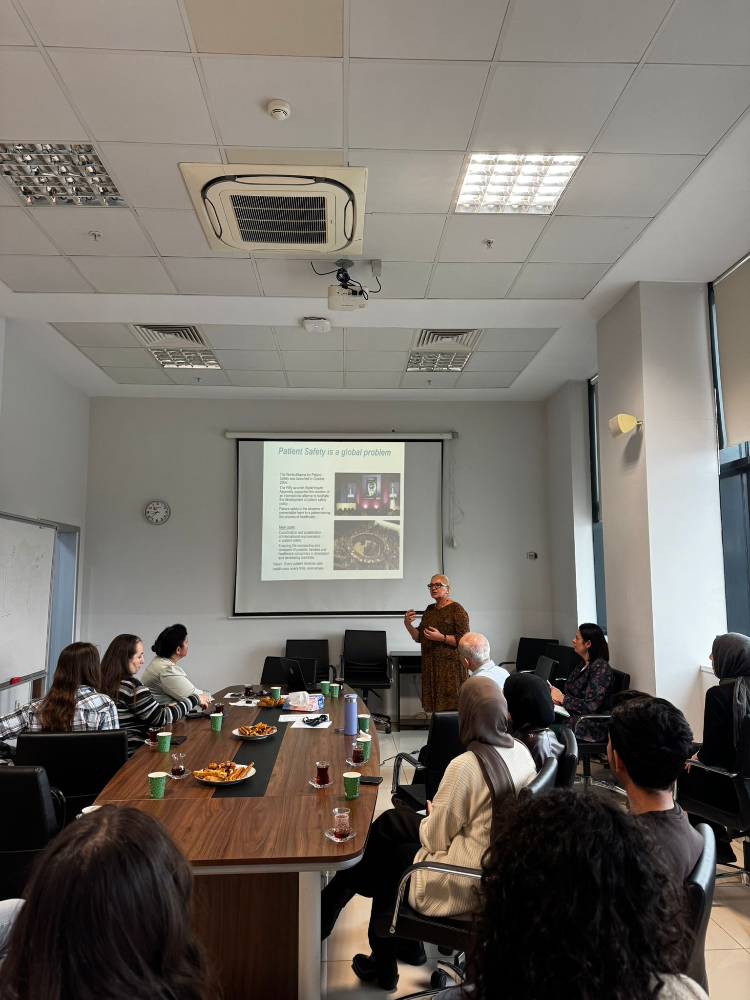 Patient Safety is a global problem
- The World Alliance for Patient
Safety was launched in October
2004.
- The Fifty-seventh World Health
Assembly supported the creation of
an international alliance to facilitate
the development of patient safety
policy.
- Patient safety is the absence of
preventable harm to a patient during
the process of healthcare.
Main goals:
- Coordination and acceleration
of international improvements
in patient safety
- Ensuring the perspective and
viewpoint of patients, families and
healthcare consumers in developed
and developing countries.
Vision : Every patient receives safe
health care, every time, everywhere.